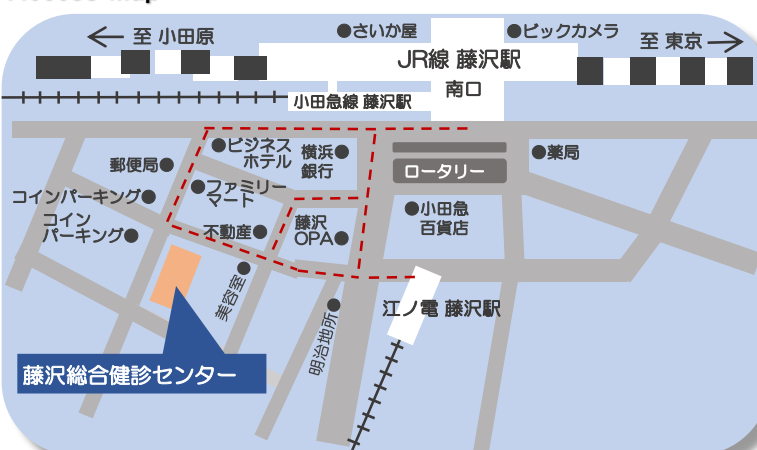 Access Map
至 小田原
●さいか屋
●ビックカメラ
至 東京
JR線 藤沢駅
南口
小田急線 藤沢駅
●ビジネス
ホテル
横浜●
銀行
●薬局
郵便局●
ロータリー
●ファミリー
マート
コインパーキング●
コイン
パーキング●
不動産●
藤沢
OPA●
●小田急
百貨店
美容室●
明治地所●
江ノ電 藤沢駅
藤沢総合健診センター